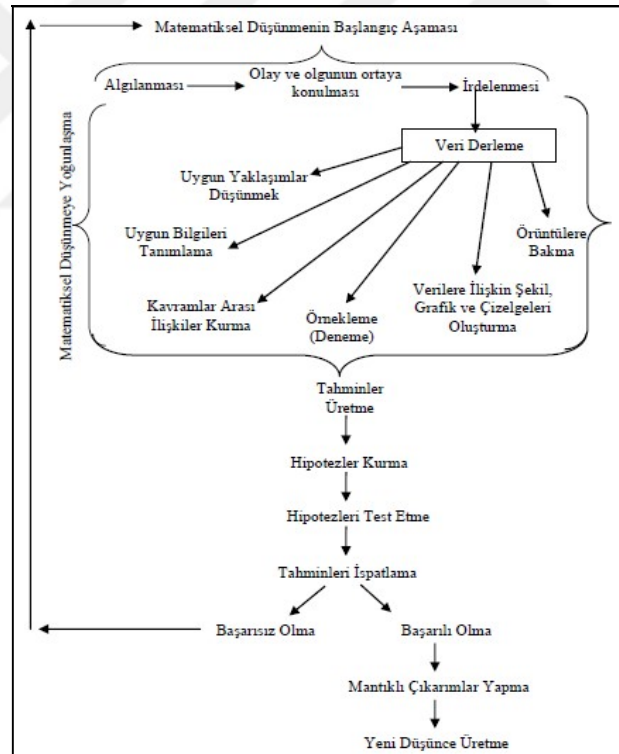 Matematiksel Düşünmenin Başlangıç Aşaması
Algılanması
Olay ve olgunun ortaya
konulması
İrdelenmesi
Matematiksel Düşünmeye Yoğunlaşma
Veri Derleme
Uygun Yaklaşımlar
Düşünmek
Uygun Bilgileri
Tanımlama
Kavramlar Arası
İlişkiler Kurma
Örnekleme
(Deneme)
Verilere İlişkin Şekil,
Grafik ve Çizelgeleri
Oluşturma
Örüntülere
Bakma
Tahminler
Üretme
Hipotezler Kurma
Hipotezleri Test Etme
Tahminleri İspatlama
Başarısız Olma
Başarılı Olma
Mantıklı Çıkarımlar Yapma
Yeni Düşünce Üretme